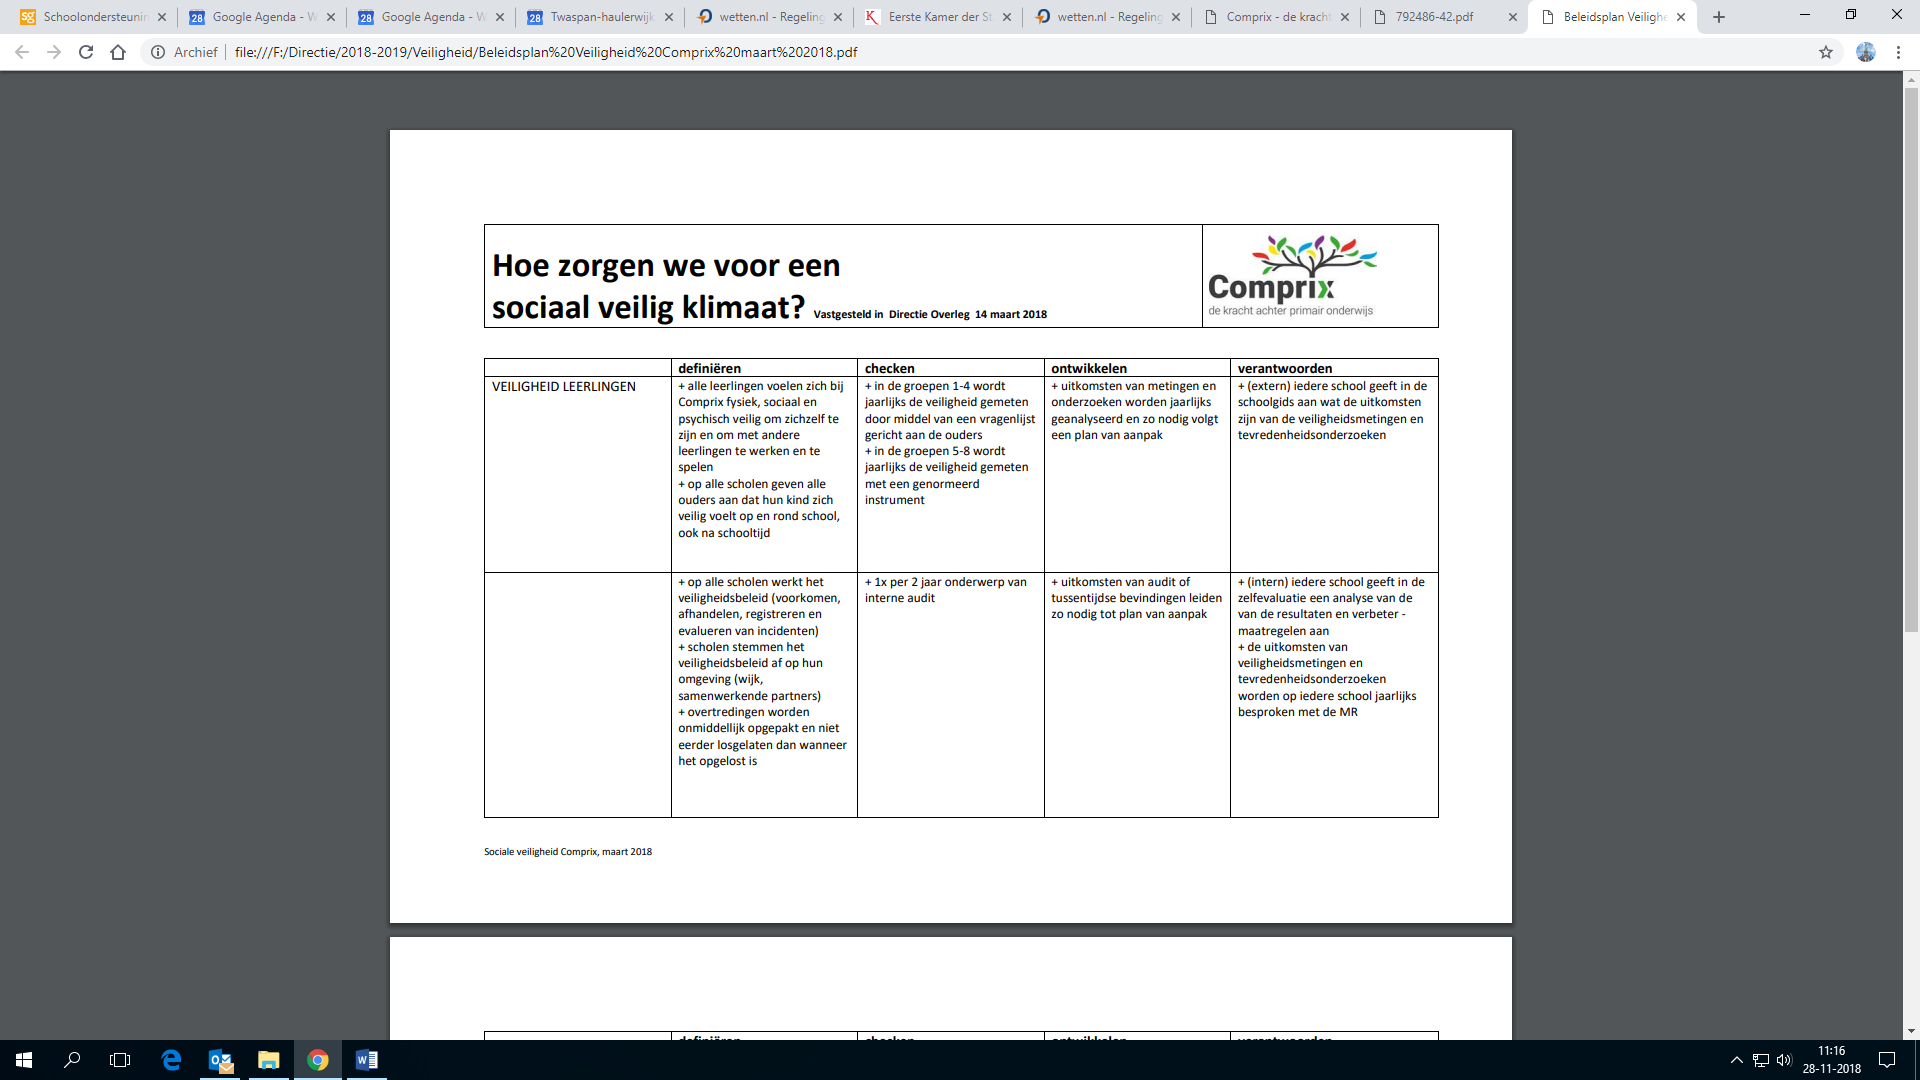 Schoolondersteunin
Google Agenda - W
Google Agenda - W
Twaspan-haulerwijk
wetten.nl - Regeling
Eerste Kamer der St
wetten.nl - Regeling
Comprix - de kracht
792486-42.pdf
Beleidsplan Veilighe
Archief
file:///F:/Directie/2018-2019/Veiligheid/Beleidsplan%20Veiligheid%20Comprix%20maart%202018.pdf
Hoe zorgen we voor een
sociaal veilig klimaat? Vastgesteld in Directie Overleg 14 maart 2018
Comprix
de kracht achter primair onderwijs
definiëren
checken
ontwikkelen
verantwoorden
VEILIGHEID LEERLINGEN
+ alle leerlingen voelen zich bij
Comprix fysiek, sociaal en
psychisch veilig om zichzelf te
zijn en om met andere
leerlingen te werken en te
spelen
+ op alle scholen geven alle
ouders aan dat hun kind zich
veilig voelt op en rond school,
ook na schooltijd
+ in de groepen 1-4 wordt
jaarlijks de veiligheid gemeten
door middel van een vragenlijst
gericht aan de ouders
+ in de groepen 5-8 wordt
jaarlijks de veiligheid gemeten
met een genormeerd
instrument
+ uitkomsten van metingen en
onderzoeken worden jaarlijks
geanalyseerd en zo nodig volgt
een plan van aanpak
+ (extern) iedere school geeft in de
schoolgids aan wat de uitkomsten
zijn van de veiligheidsmetingen en
tevredenheidsonderzoeken
+ op alle scholen werkt het
veiligheidsbeleid (voorkomen,
afhandelen, registreren en
evalueren van incidenten)
+ scholen stemmen het
veiligheidsbeleid af op hun
omgeving (wijk,
samenwerkende partners)
+ overtredingen worden
onmiddellijk opgepakt en niet
eerder losgelaten dan wanneer
het opgelost is
+ 1x per 2 jaar onderwerp van
interne audit
+ uitkomsten van audit of
tussentijdse bevindingen leiden
zo nodig tot plan van aanpak
+ (intern) iedere school geeft in de
zelfevaluatie een analyse van de
van de resultaten en verbeter -
maatregelen aan
+ de uitkomsten van
veiligheidsmetingen en
tevredenheidsonderzoeken
worden op iedere school jaarlijks
besproken met de MR
Sociale veiligheid Comprix, maart 2018
definiëren
checken
ontwikkelen
verantwoorden
11:16
28-11-2018